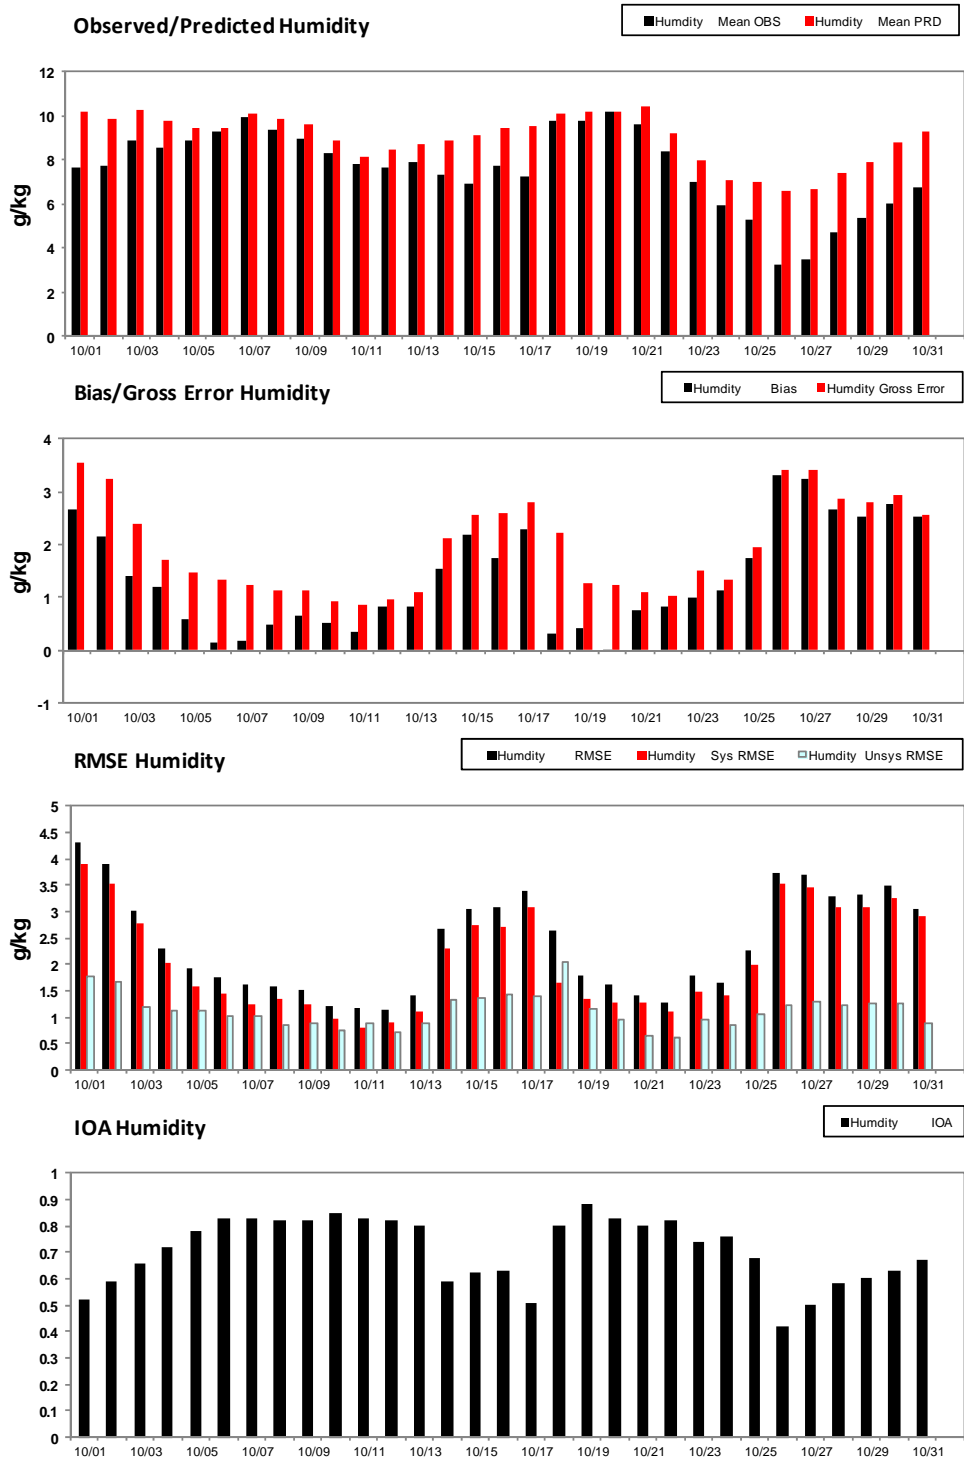 Observed/Predicted Humidity
Humdity Mean OBS Humdity Mean PRD
12
10
8
6
4
2
0
g/kg
10/01 10/03 10/05 10/07 10/09 10/11 10/13 10/15 10/17 10/19 10/21 10/23 10/25 10/27 10/29 10/31
Bias/Gross Error Humidity
Humdity Bias Humdity Gross Error
4
3
2
1
0
-1
g/kg
10/01 10/03 10/05 10/07 10/09 10/11 10/13 10/15 10/17 10/19 10/21 10/23 10/25 10/27 10/29 10/31
RMSE Humidity
Humdity RMSE Humdity Sys RMSE Humdity Unsys RMSE
5
4.5
4
3.5
3
2.5
2
1.5
1
0.5
0
g/kg
10/01 10/03 10/05 10/07 10/09 10/11 10/13 10/15 10/17 10/19 10/21 10/23 10/25 10/27 10/29 10/31
IOA Humidity
Humdity IOA
1
0.9
0.8
0.7
0.6
0.5
0.4
0.3
0.2
0.1
0
10/01 10/03 10/05 10/07 10/09 10/11 10/13 10/15 10/17 10/19 10/21 10/23 10/25 10/27 10/29 10/31